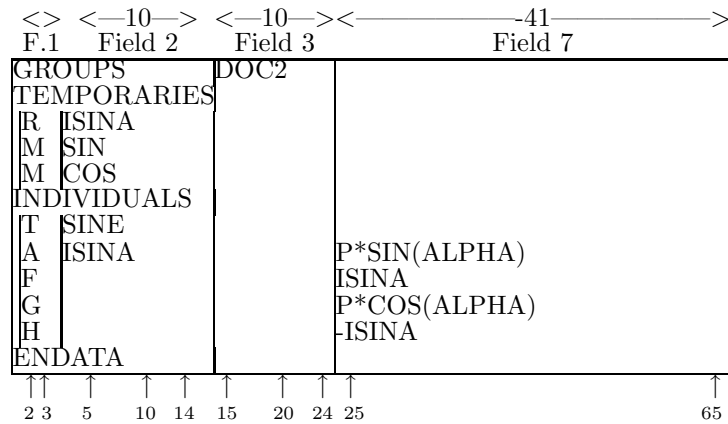 <> <—10—> <—10—> <———————-41———————>
F.1 Field 2 Field 3 Field 7
GROUPS DOC2
TEMPORARIES
R ISINA
M SIN
M COS
INDIVIDUALS
T SINE
A ISINA P*SIN(ALPHA)
F ISINA
G P*COS(ALPHA)
H -ISINA
ENDATA
↑ ↑ ↑ ↑ ↑ ↑ ↑ ↑ ↑ ↑
2 3 5 10 14 15 20 24 25 65